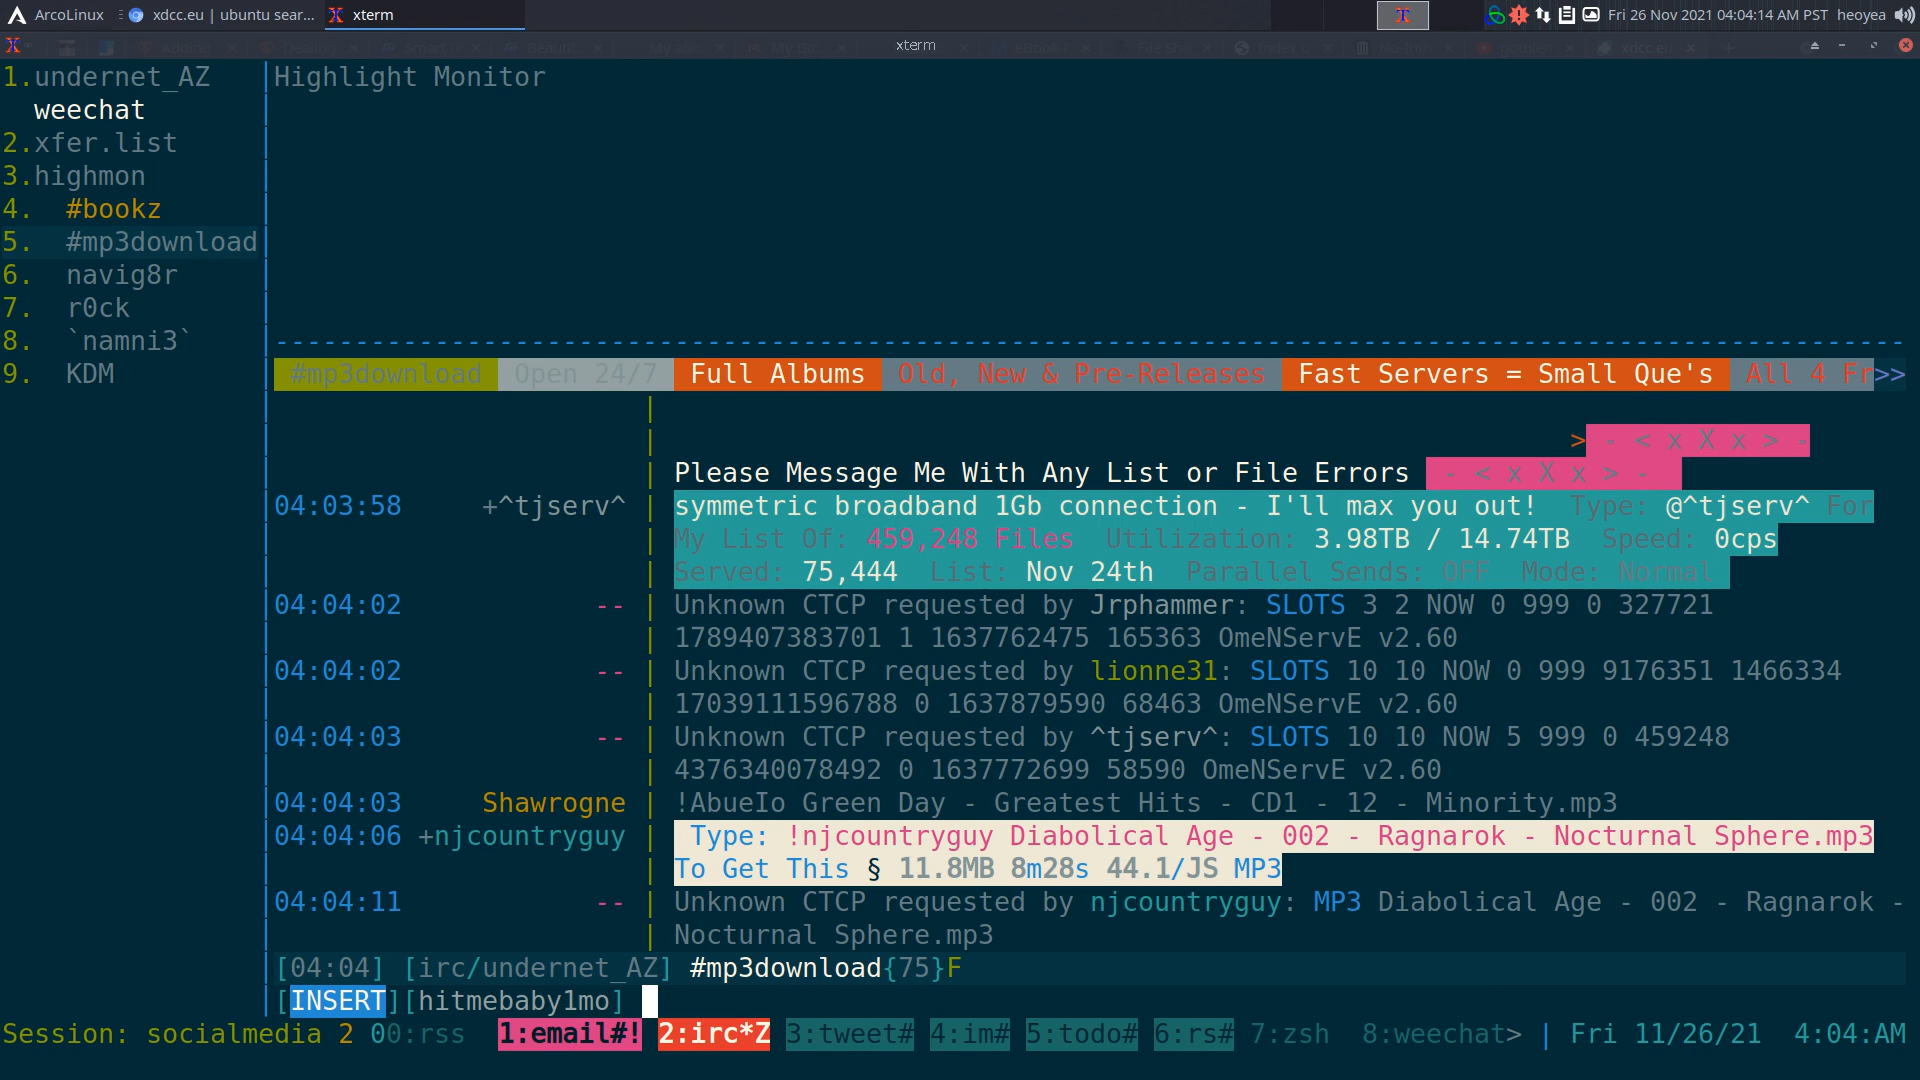 ArcoLinux xdcc.eu | ubuntu sear... xterm Fri 26 Nov 2021 04:04:14 AM PST heoyea
xterm
1.undernet_AZ
weechat
2.xfer.list
3.highmon
4. #bookz
5. #mp3download
6. navig8r
7. r0ck
8. `namni3`
9. KDM
Highlight Monitor
#mp3download Open 24/7 Full Albums Old, New & Pre-Releases Fast Servers = Small Que's All 4 Fr>>
> - < x X x > -
Please Message Me With Any List or File Errors - < x X x > -
04:03:58 +^tjserv^ | symmetric broadband 1Gb connection - I'll max you out! Type: @^tjserv^ For
My List Of: 459,248 Files Utilization: 3.98TB / 14.74TB Speed: 0cps
Served: 75,444 List: Nov 24th Parallel Sends: OFF Mode: Normal
04:04:02 -- | Unknown CTCP requested by Jrphammer: SLOTS 3 2 NOW 0 999 0 327721
1789407383701 1 1637762475 165363 OmeNServE v2.60
04:04:02 -- | Unknown CTCP requested by lionne31: SLOTS 10 10 NOW 0 999 9176351 1466334
17039111596788 0 1637879590 68463 OmeNServE v2.60
04:04:03 -- | Unknown CTCP requested by ^tjserv^: SLOTS 10 10 NOW 5 999 0 459248
4376340078492 0 1637772699 58590 OmeNServE v2.60
04:04:03 Shawrogne | !AbueIo Green Day - Greatest Hits - CD1 - 12 - Minority.mp3
04:04:06 +njcountryguy | Type: !njcountryguy Diabolical Age - 002 - Ragnarok - Nocturnal Sphere.mp3
To Get This § 11.8MB 8m28s 44.1/JS MP3
04:04:11 -- | Unknown CTCP requested by njcountryguy: MP3 Diabolical Age - 002 - Ragnarok -
Nocturnal Sphere.mp3
[04:04] [irc/undernet_AZ] #mp3download{75}F
[INSERT][hitmebaby1mo]
Session: socialmedia 2 00:rss 1:email#! 2:irc*Z 3:tweet# 4:im# 5:todo# 6:rs# 7:zsh 8:weechat> | Fri 11/26/21 4:04:AM